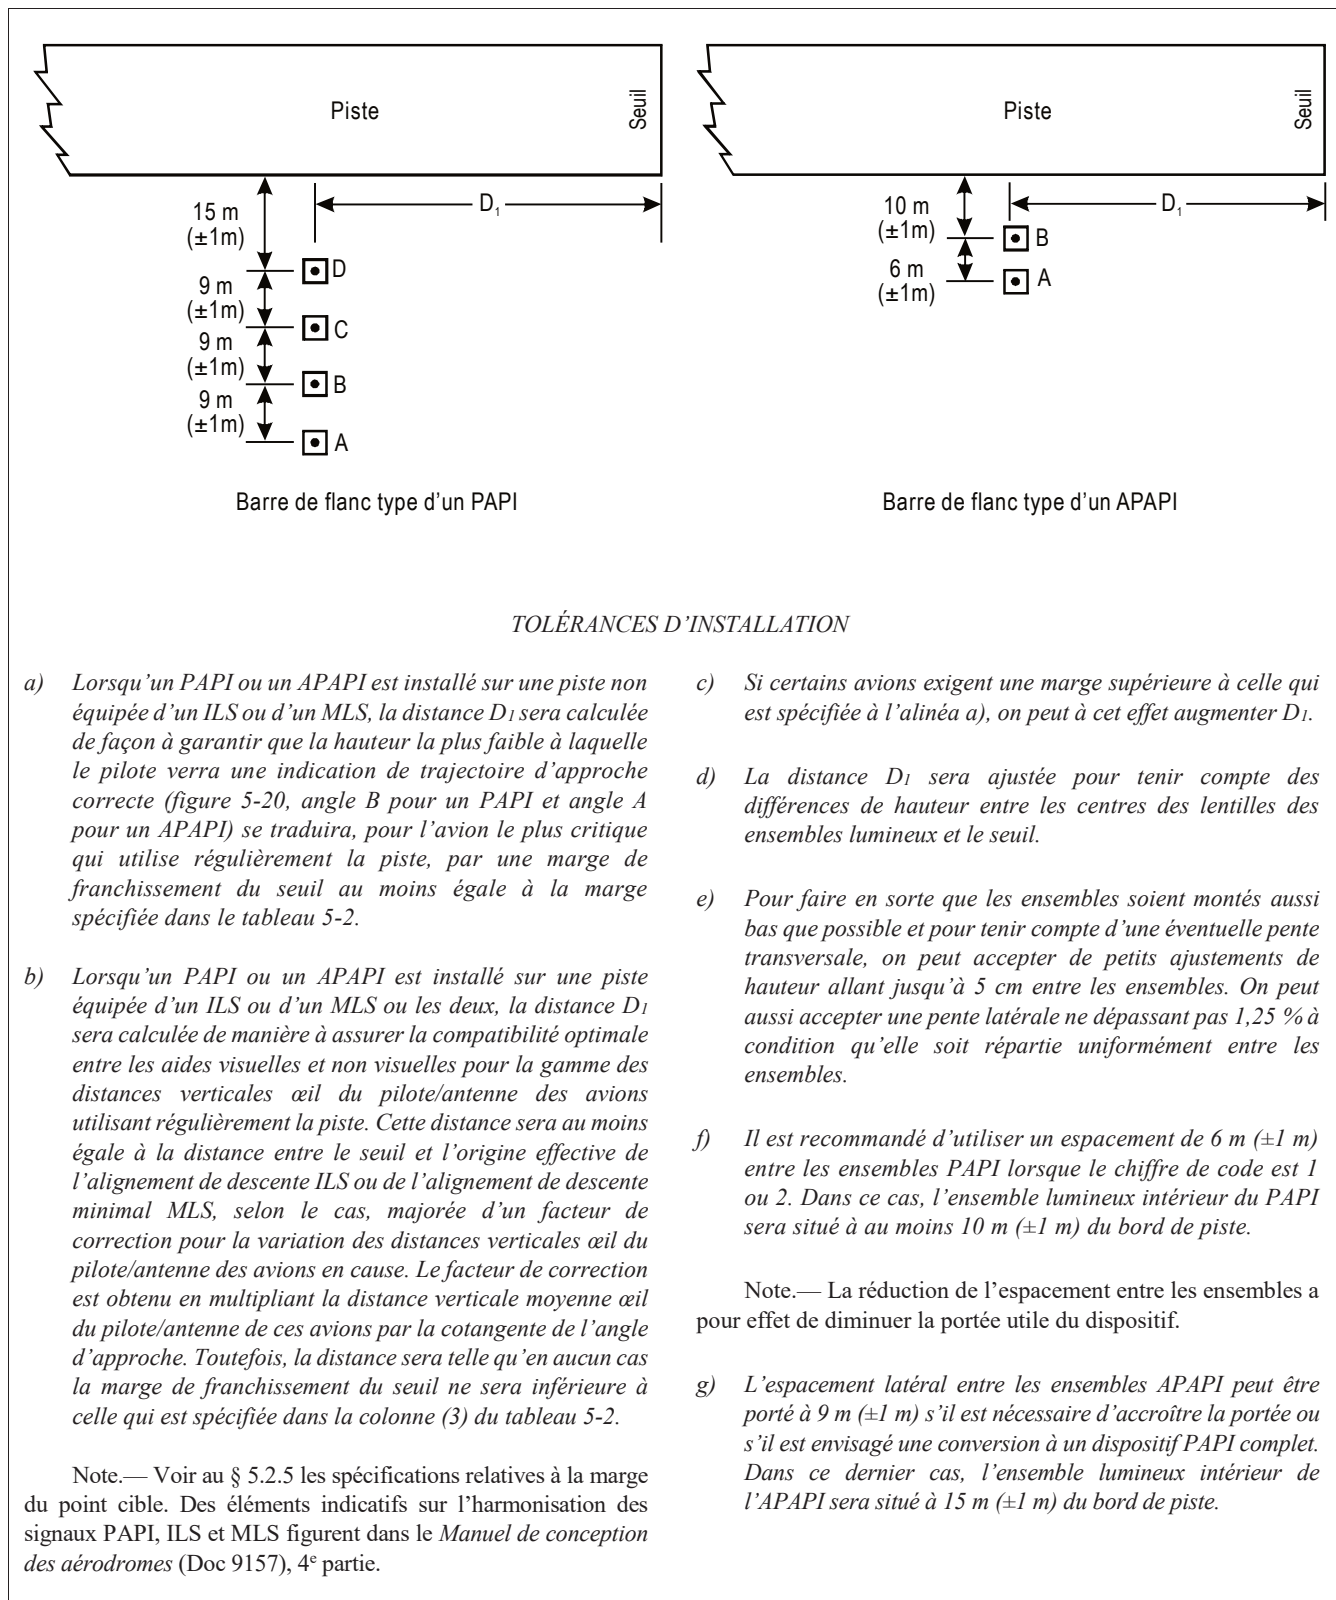 Piste
Seuil
D1
15 m
(±1m)
D
9 m
(±1m)
C
9 m
(±1m)
B
9 m
(±1m)
A
Barre de flanc type d’un PAPI
Piste
Seuil
D1
10 m
(±1m)
B
6 m
(±1m)
A
Barre de flanc type d’un APAPI
TOLÉRANCES D’INSTALLATION
a) Lorsqu’un PAPI ou un APAPI est installé sur une piste non
équipée d’un ILS ou d’un MLS, la distance D1 sera calculée
de façon à garantir que la hauteur la plus faible à laquelle
le pilote verra une indication de trajectoire d’approche
correcte (figure 5-20, angle B pour un PAPI et angle A
pour un APAPI) se traduira, pour l’avion le plus critique
qui utilise régulièrement la piste, par une marge de
franchissement du seuil au moins égale à la marge
spécifiée dans le tableau 5-2.
b) Lorsqu’un PAPI ou un APAPI est installé sur une piste
équipée d’un ILS ou d’un MLS ou les deux, la distance D1
sera calculée de manière à assurer la compatibilité optimale
entre les aides visuelles et non visuelles pour la gamme des
distances verticales œil du pilote/antenne des avions
utilisant régulièrement la piste. Cette distance sera au moins
égale à la distance entre le seuil et l’origine effective de
l’alignement de descente ILS ou de l’alignement de descente
minimal MLS, selon le cas, majorée d’un facteur de
correction pour la variation des distances verticales œil du
pilote/antenne des avions en cause. Le facteur de correction
est obtenu en multipliant la distance verticale moyenne œil
du pilote/antenne de ces avions par la cotangente de l’angle
d’approche. Toutefois, la distance sera telle qu’en aucun cas
la marge de franchissement du seuil ne sera inférieure à
celle qui est spécifiée dans la colonne (3) du tableau 5-2.
Note.— Voir au § 5.2.5 les spécifications relatives à la marge
du point cible. Des éléments indicatifs sur l’harmonisation des
signaux PAPI, ILS et MLS figurent dans le Manuel de conception
des aérodromes (Doc 9157), 4e partie.
c) Si certains avions exigent une marge supérieure à celle qui
est spécifiée à l’alinéa a), on peut à cet effet augmenter D1.
d) La distance D1 sera ajustée pour tenir compte des
différences de hauteur entre les centres des lentilles des
ensembles lumineux et le seuil.
e) Pour faire en sorte que les ensembles soient montés aussi
bas que possible et pour tenir compte d’une éventuelle pente
transversale, on peut accepter de petits ajustements de
hauteur allant jusqu’à 5 cm entre les ensembles. On peut
aussi accepter une pente latérale ne dépassant pas 1,25 % à
condition qu’elle soit répartie uniformément entre les
ensembles.
f) Il est recommandé d’utiliser un espacement de 6 m (±1 m)
entre les ensembles PAPI lorsque le chiffre de code est 1
ou 2. Dans ce cas, l’ensemble lumineux intérieur du PAPI
sera situé à au moins 10 m (±1 m) du bord de piste.
Note.— La réduction de l’espacement entre les ensembles a
pour effet de diminuer la portée utile du dispositif.
g) L’espacement latéral entre les ensembles APAPI peut être
porté à 9 m (±1 m) s’il est nécessaire d’accroître la portée ou
s’il est envisagé une conversion à un dispositif PAPI complet.
Dans ce dernier cas, l’ensemble lumineux intérieur de
l’APAPI sera situé à 15 m (±1 m) du bord de piste.